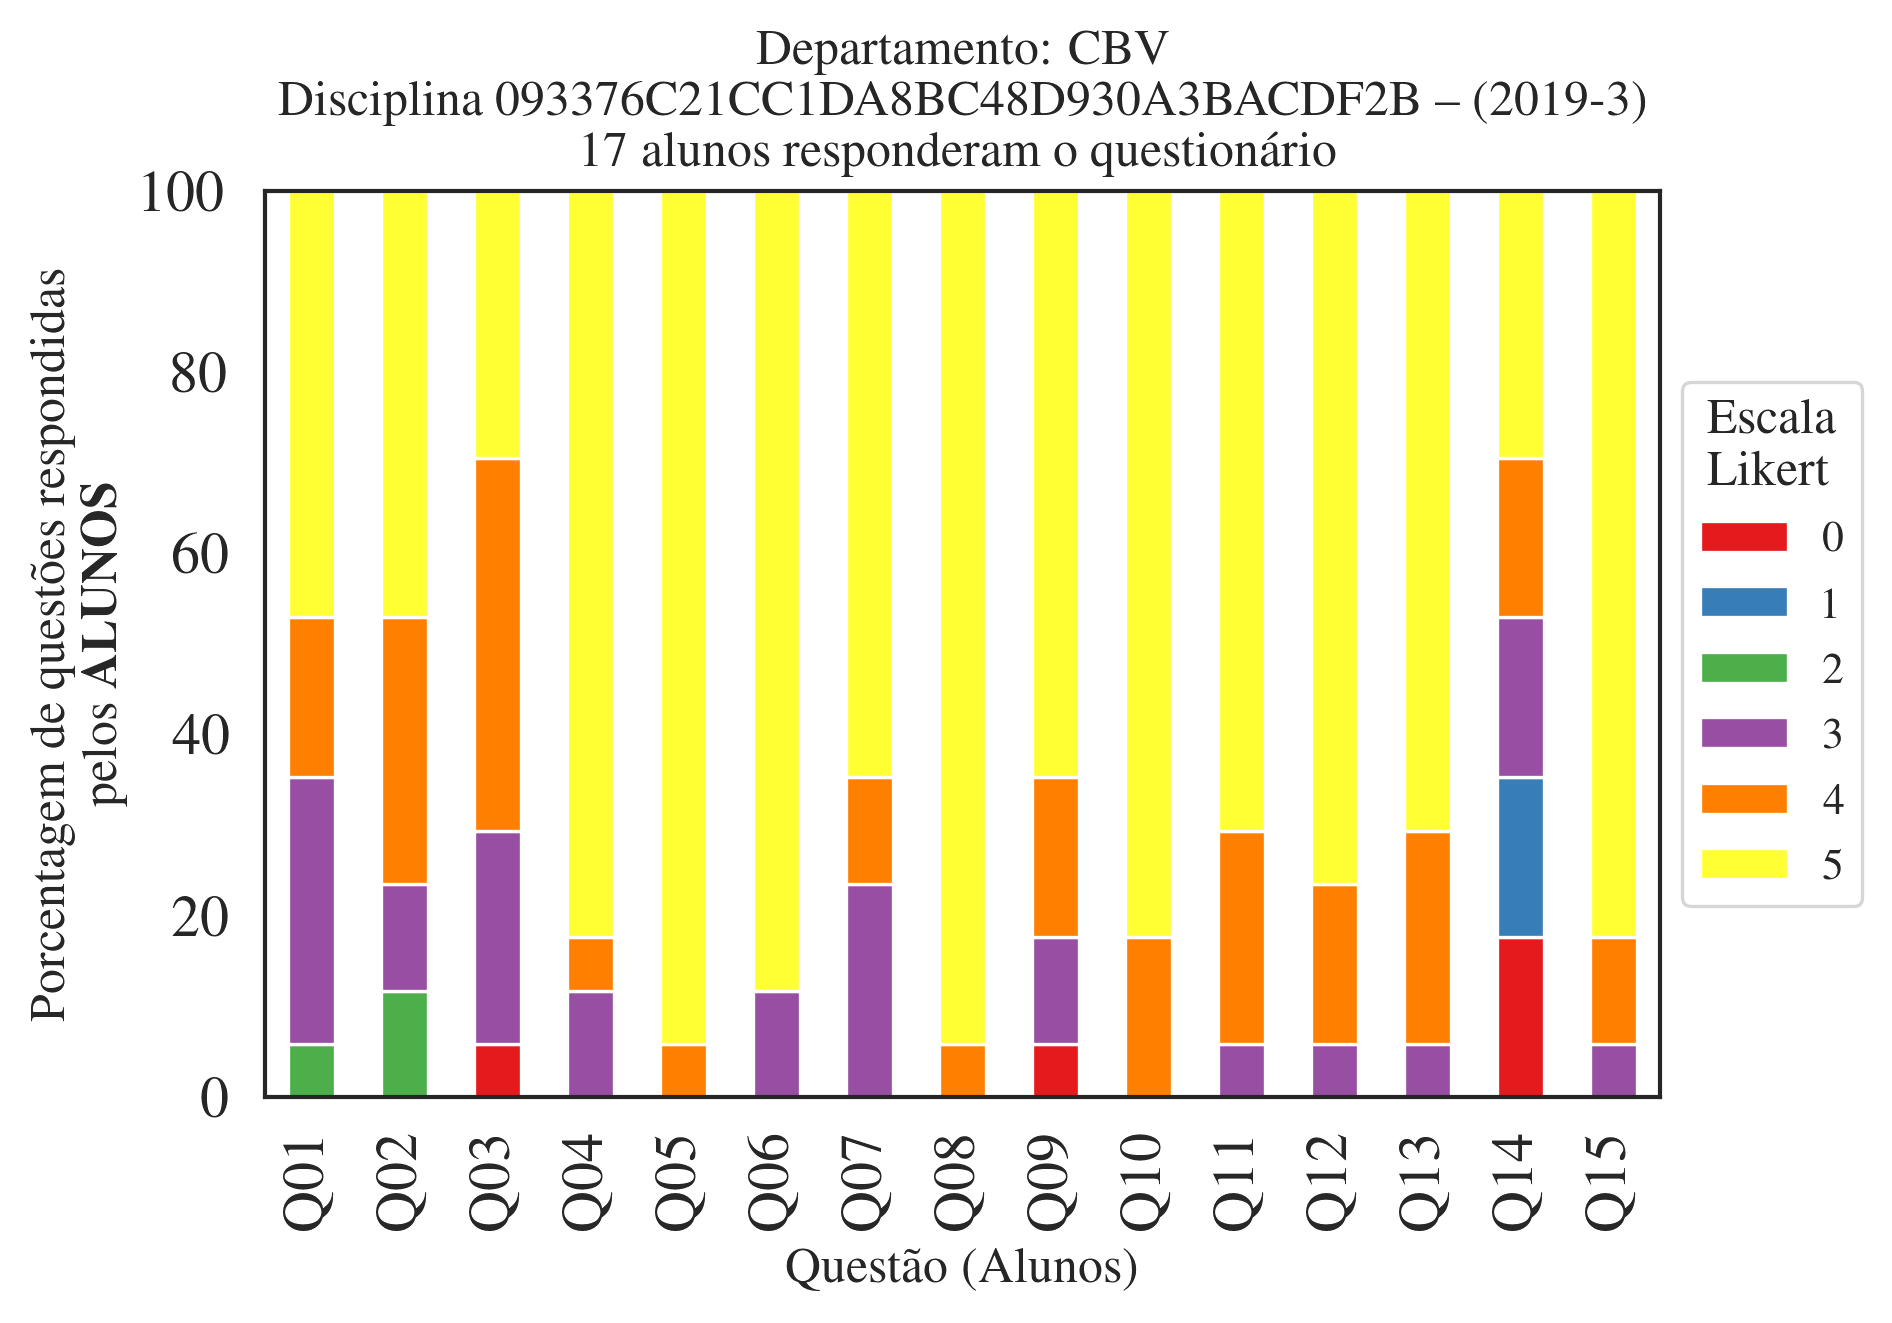 Departamento: CBV
Disciplina 093376C21CC1DA8BC48D930A3BACDF2B – (2019-3)
17 alunos responderam o questionário
Porcentagem de questões respondidas
pelos ALUNOS
100
80
60
40
20
0
Q01
Q02
Q03
Q04
Q05
Q06
Q07
Q08
Q09
Q10
Q11
Q12
Q13
Q14
Q15
Questão (Alunos)
Escala
Likert
0
1
2
3
4
5